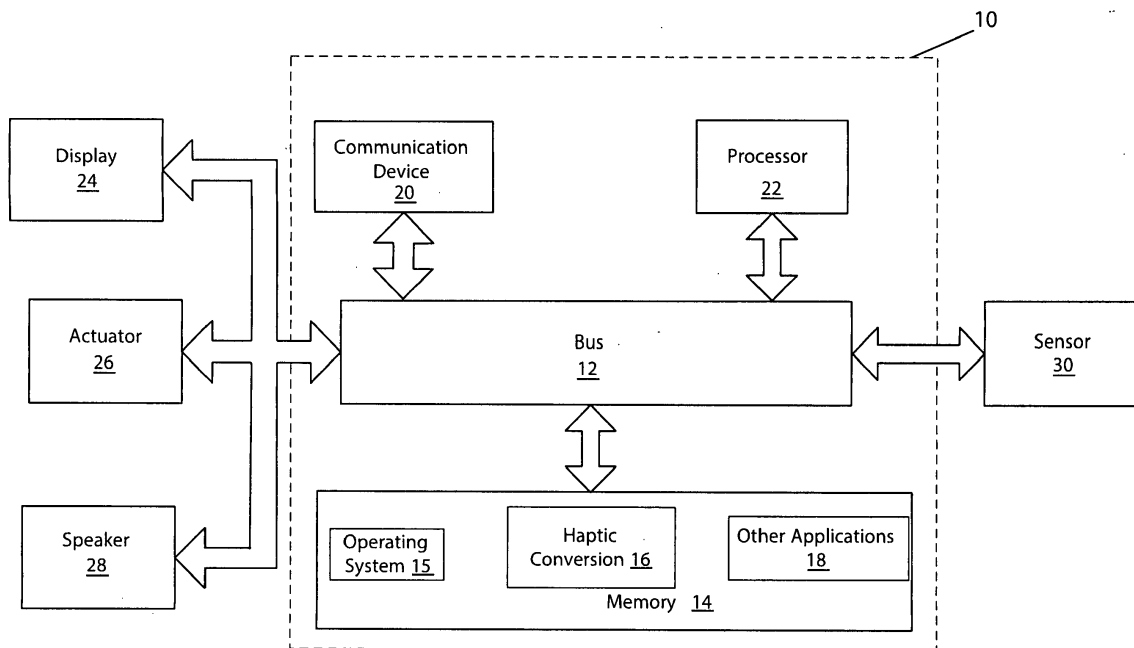 10
Display
24
Communication
Device
20
Processor
22
Actuator
26
Bus
12
Sensor
30
Speaker
28
Operating
System 15
Haptic
Conversion 16
Other Applications
18
Memory 14